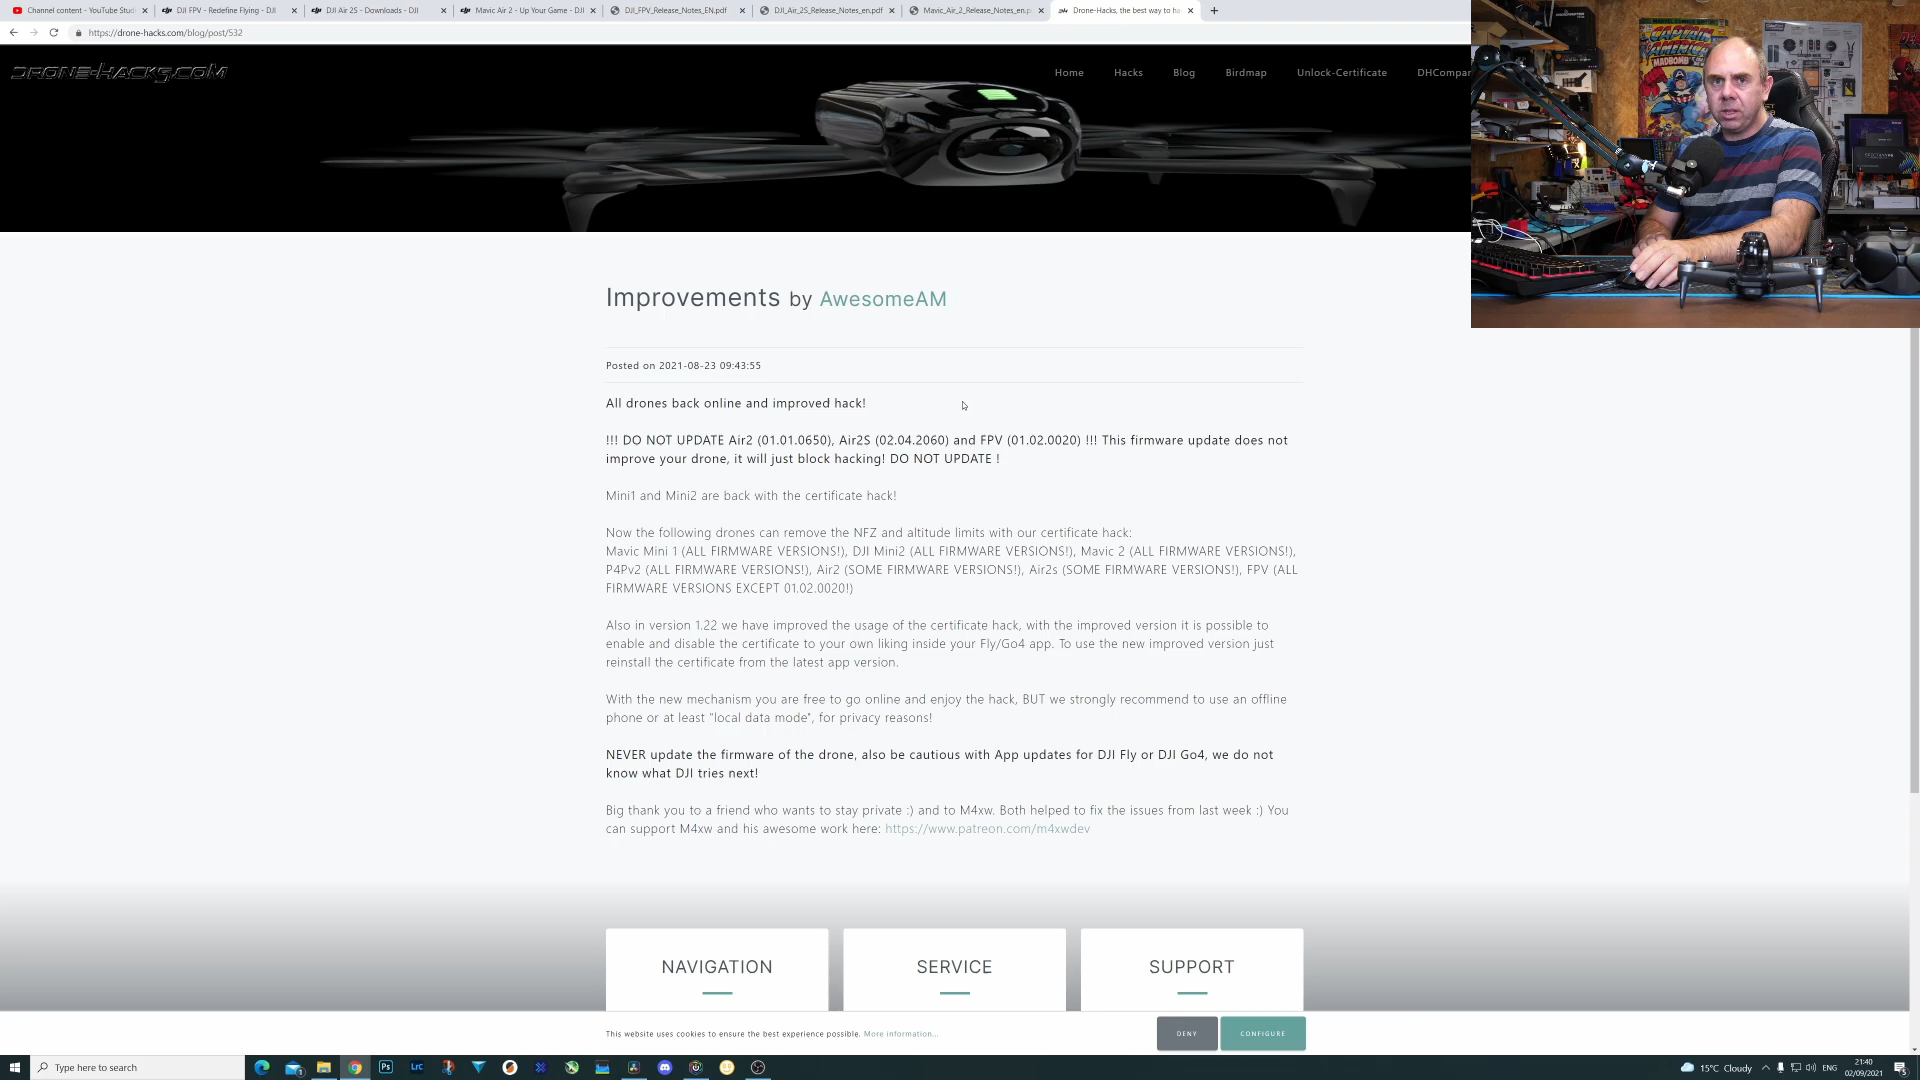 Channel content - YouTube Studi
DJI FPV - Redefine Flying - DJI
DJI Air 2S - Downloads - DJI
Mavic Air 2 - Up Your Game - DJI
DJI_FPV_Release_Notes_EN.pdf
DJI_Air_2S_Release_Notes_en.pdf
Mavic_Air_2_Release_Notes_en.p
Drone-Hacks, the best way to ha
https://drone-hacks.com/blog/post/532
DRONE-HACKS.COM
Home
Hacks
Blog
Birdmap
Unlock-Certificate
DHCompar
CAPTAIN
AMERICA
MADBOMB
Improvements by AwesomeAM
Posted on 2021-08-23 09:43:55
All drones back online and improved hack!
!!! DO NOT UPDATE Air2 (01.01.0650), Air2S (02.04.2060) and FPV (01.02.0020) !!! This firmware update does not
improve your drone, it will just block hacking! DO NOT UPDATE !
Mini1 and Mini2 are back with the certificate hack!
Now the following drones can remove the NFZ and altitude limits with our certificate hack:
Mavic Mini 1 (ALL FIRMWARE VERSIONS!), DJI Mini2 (ALL FIRMWARE VERSIONS!), Mavic 2 (ALL FIRMWARE VERSIONS!),
P4Pv2 (ALL FIRMWARE VERSIONS!), Air2 (SOME FIRMWARE VERSIONS!), Air2s (SOME FIRMWARE VERSIONS!), FPV (ALL
FIRMWARE VERSIONS EXCEPT 01.02.0020!)
Also in version 1.22 we have improved the usage of the certificate hack, with the improved version it is possible to
enable and disable the certificate to your own liking inside your Fly/Go4 app. To use the new improved version just
reinstall the certificate from the latest app version.
With the new mechanism you are free to go online and enjoy the hack, BUT we strongly recommend to use an offline
phone or at least "local data mode", for privacy reasons!
NEVER update the firmware of the drone, also be cautious with App updates for DJI Fly or DJI Go4, we do not
know what DJI tries next!
Big thank you to a friend who wants to stay private :) and to M4xw. Both helped to fix the issues from last week :) You
can support M4xw and his awesome work here: https://www.patreon.com/m4xwdev
NAVIGATION
SERVICE
SUPPORT
This website uses cookies to ensure the best experience possible. More information...
DENY
CONFIGURE
Type here to search
Ps
Lrc
15°C Cloudy
ENG
21:40
02/09/2021